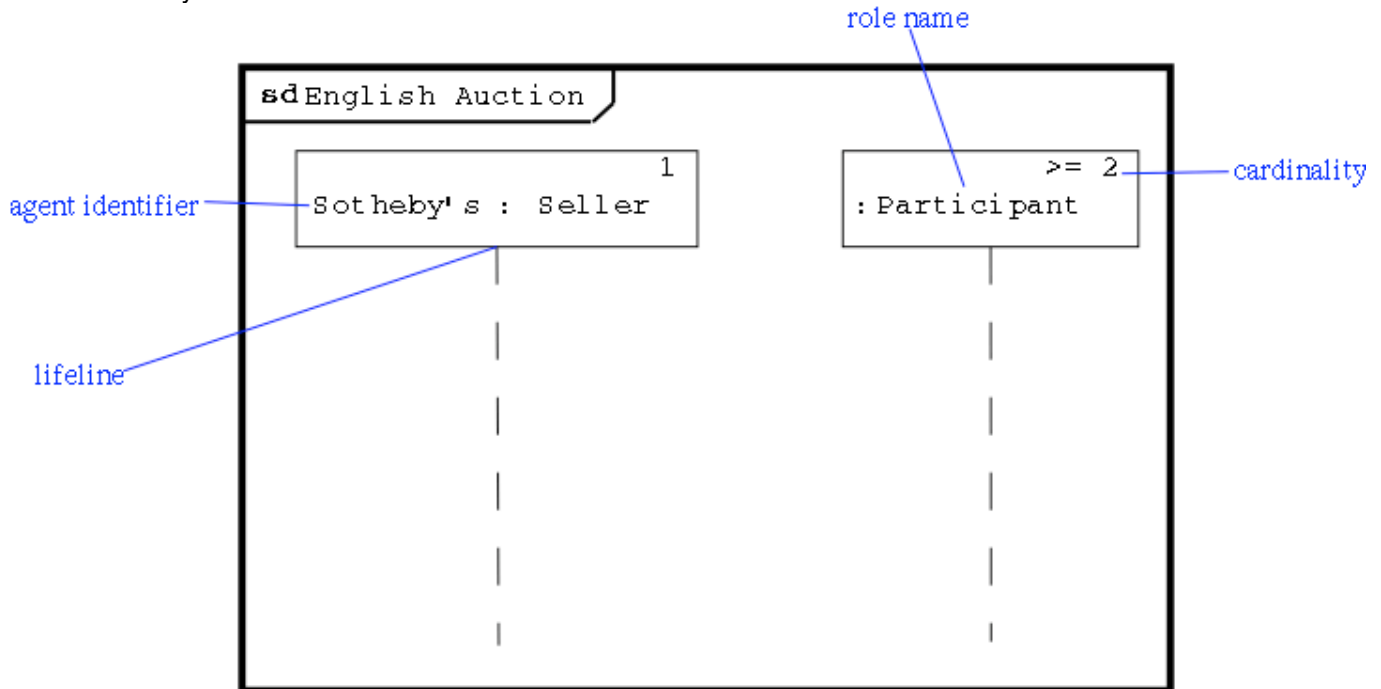 role name
sd English Auction
1
>= 2
cardinality
agent identifier
Sotheby's : Seller
:Participant
lifeline